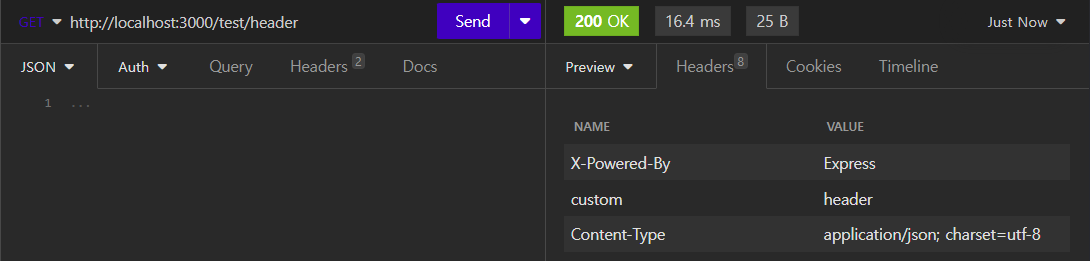 GET http://localhost:3000/test/header Send 200 OK 16.4 ms 25 B Just Now
JSON Auth Query Headers 2 Docs Preview Headers 8 Cookies Timeline
1 ...
NAME VALUE
X-Powered-By Express
custom header
Content-Type application/json; charset=utf-8